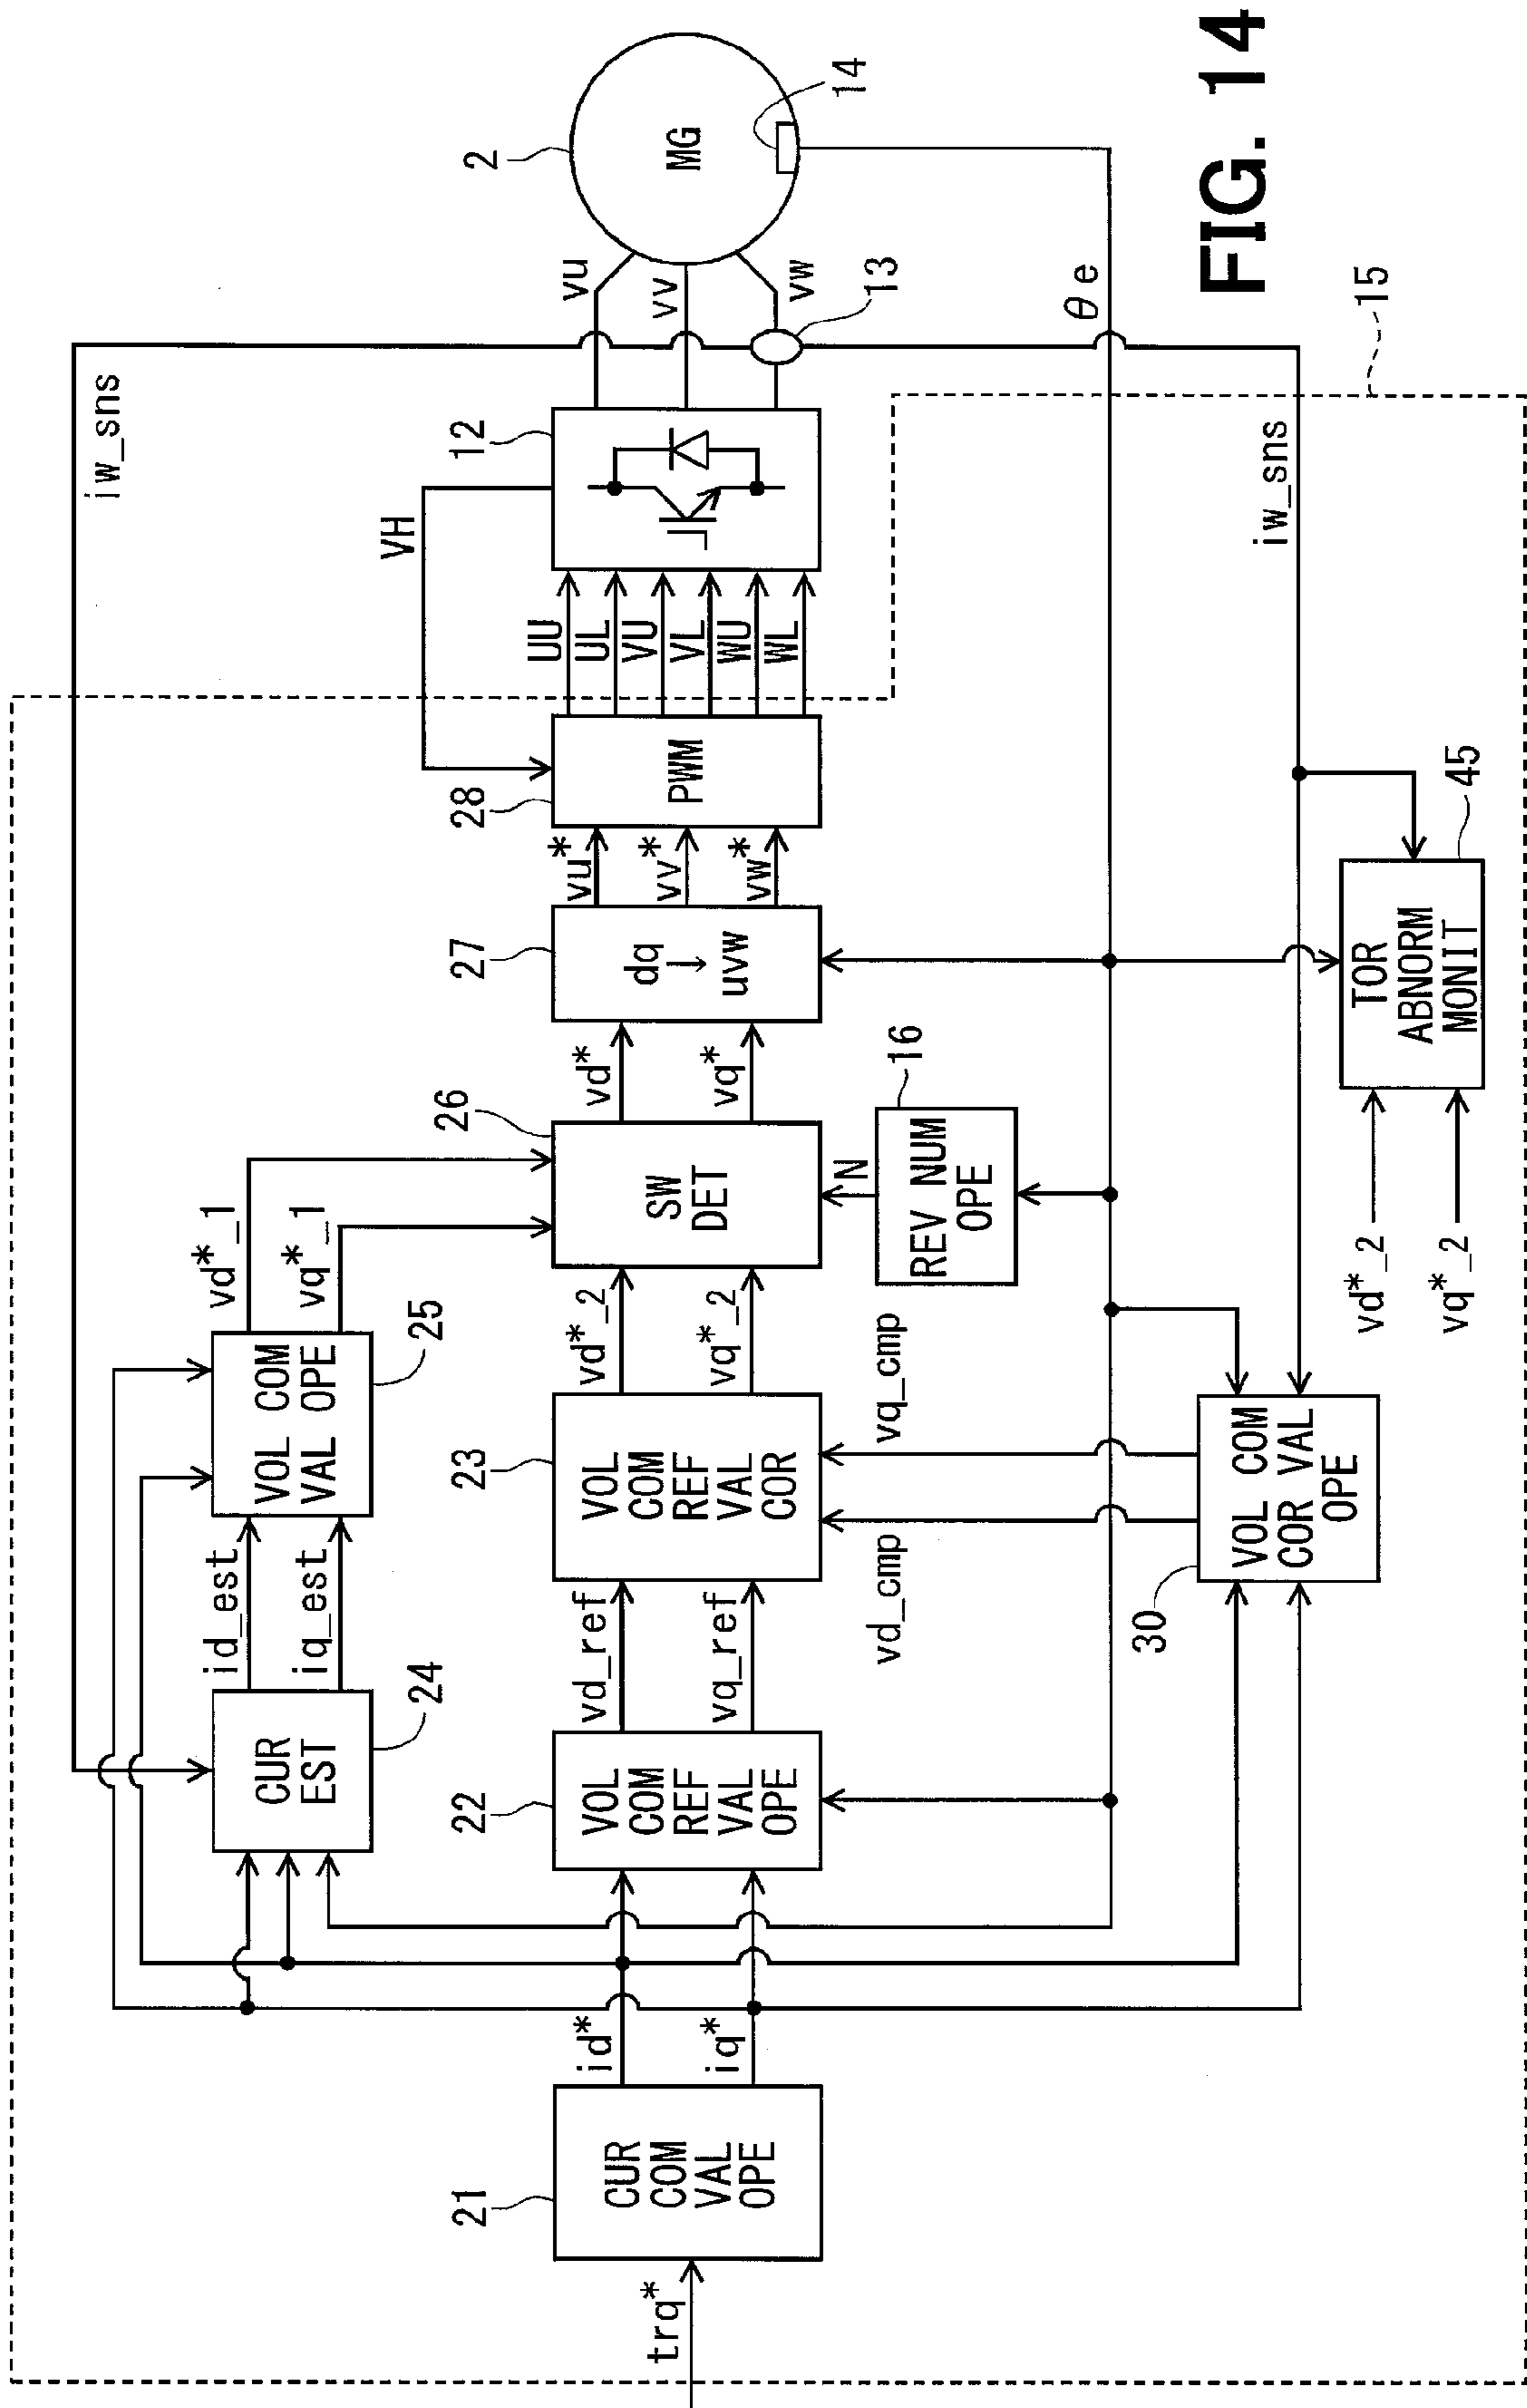 iw_sns
VH
vd*_1
vq*_1
25
VOL COM
VAL OPE
id_est
iq_est
24
CUR
EST
2
MG
14
vu
vv
vw
13
12
UU
UL
VU
VL
WU
WL
28
PWM
vu*
vv*
vw*
27
dq
↓
uvw
vd*
vq*
26
SW
DET
vd*_2
vq*_2
23
VOL
COM
REF
VAL
COR
vd_ref
vq_ref
22
VOL
COM
REF
VAL
OPE
id*
iq*
21
CUR
COM
VAL
OPE
trq*
N
16
REV NUM
OPE
vq_cmp
vd_cmp
θe
30
VOL COM
COR VAL
OPE
iw_sns
15
45
TOR
ABNORM
MONIT
vd*_2
vq*_2
FIG. 14